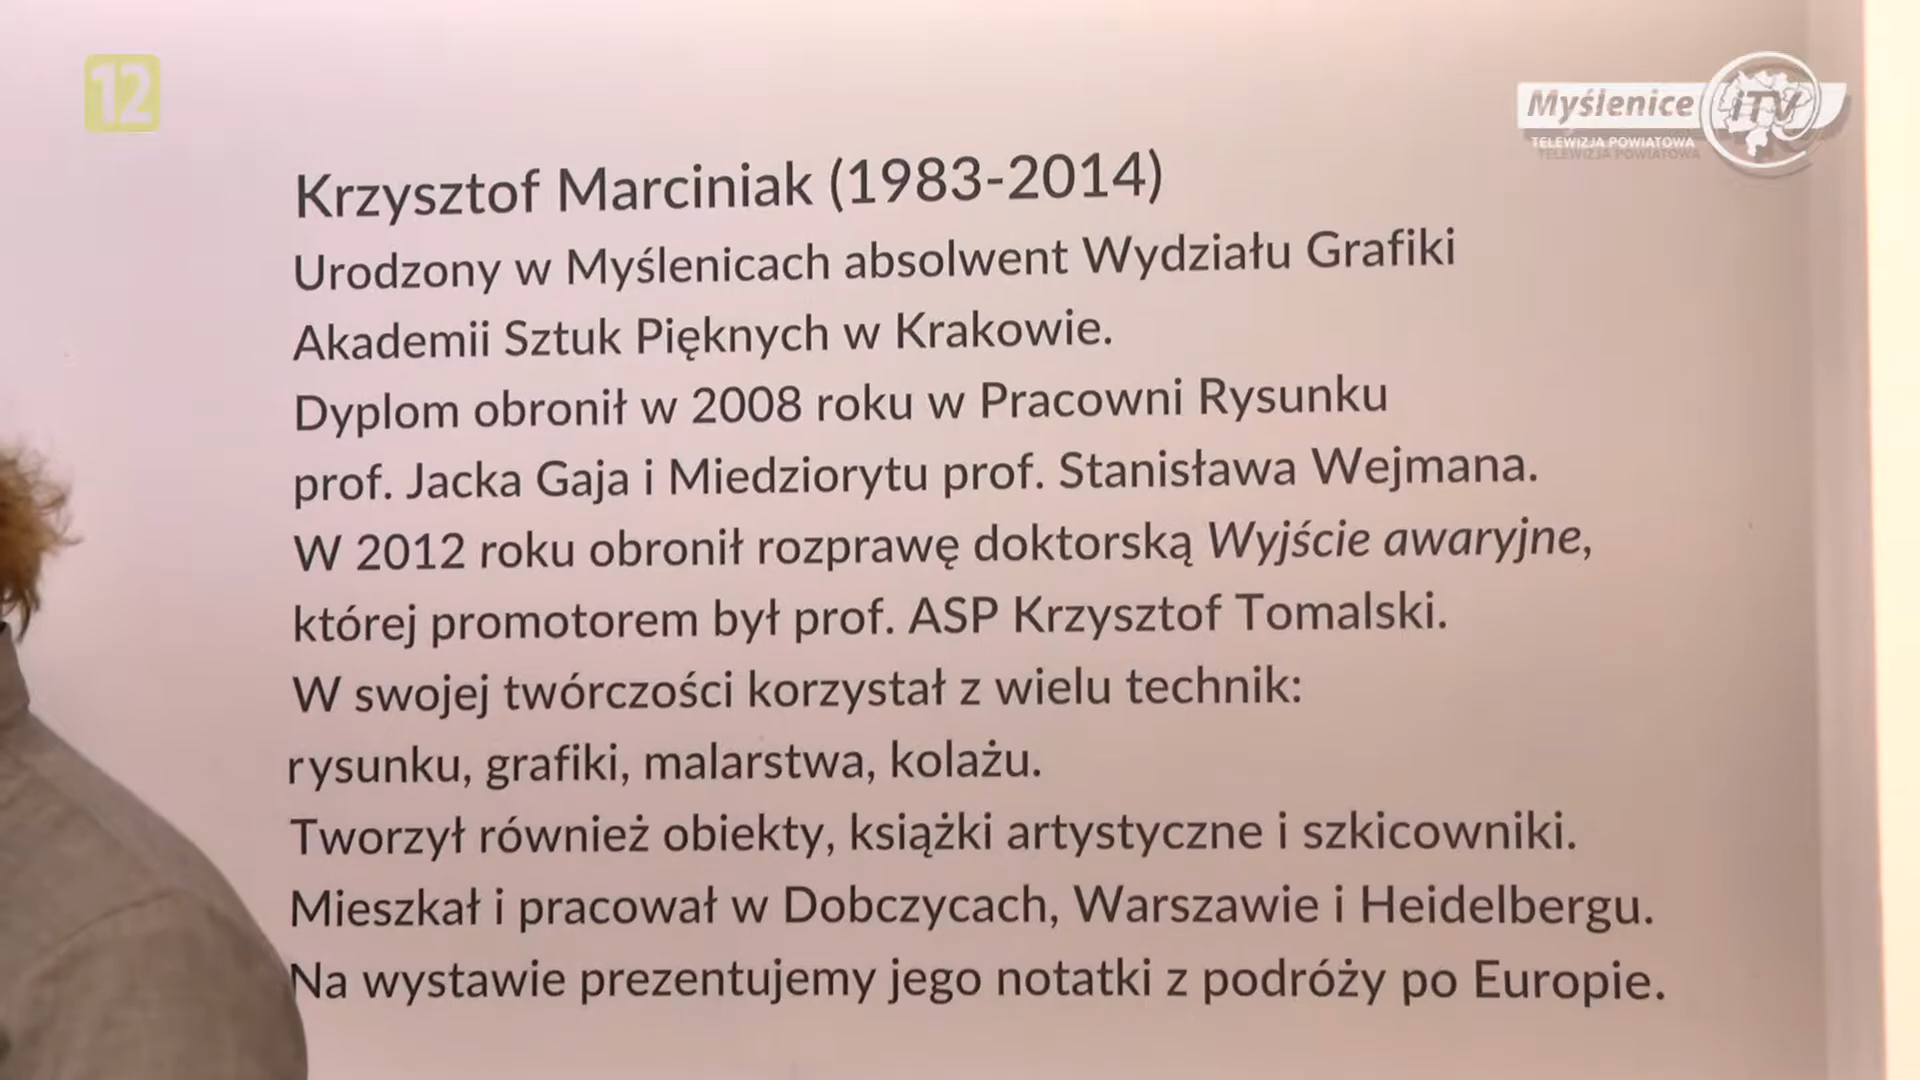 12
Myślenice iTV
TELEWIZJA POWIATOWA
Krzysztof Marciniak (1983-2014)
Urodzony w Myślenicach absolwent Wydziału Grafiki
Akademii Sztuk Pięknych w Krakowie.
Dyplom obronił w 2008 roku w Pracowni Rysunku
prof. Jacka Gaja i Miedziorytu prof. Stanisława Wejmana.
W 2012 roku obronił rozprawę doktorską Wyjście awaryjne,
której promotorem był prof. ASP Krzysztof Tomalski.
W swojej twórczości korzystał z wielu technik:
rysunku, grafiki, malarstwa, kolażu.
Tworzył również obiekty, książki artystyczne i szkicowniki.
Mieszkał i pracował w Dobczycach, Warszawie i Heidelbergu.
Na wystawie prezentujemy jego notatki z podróży po Europie.